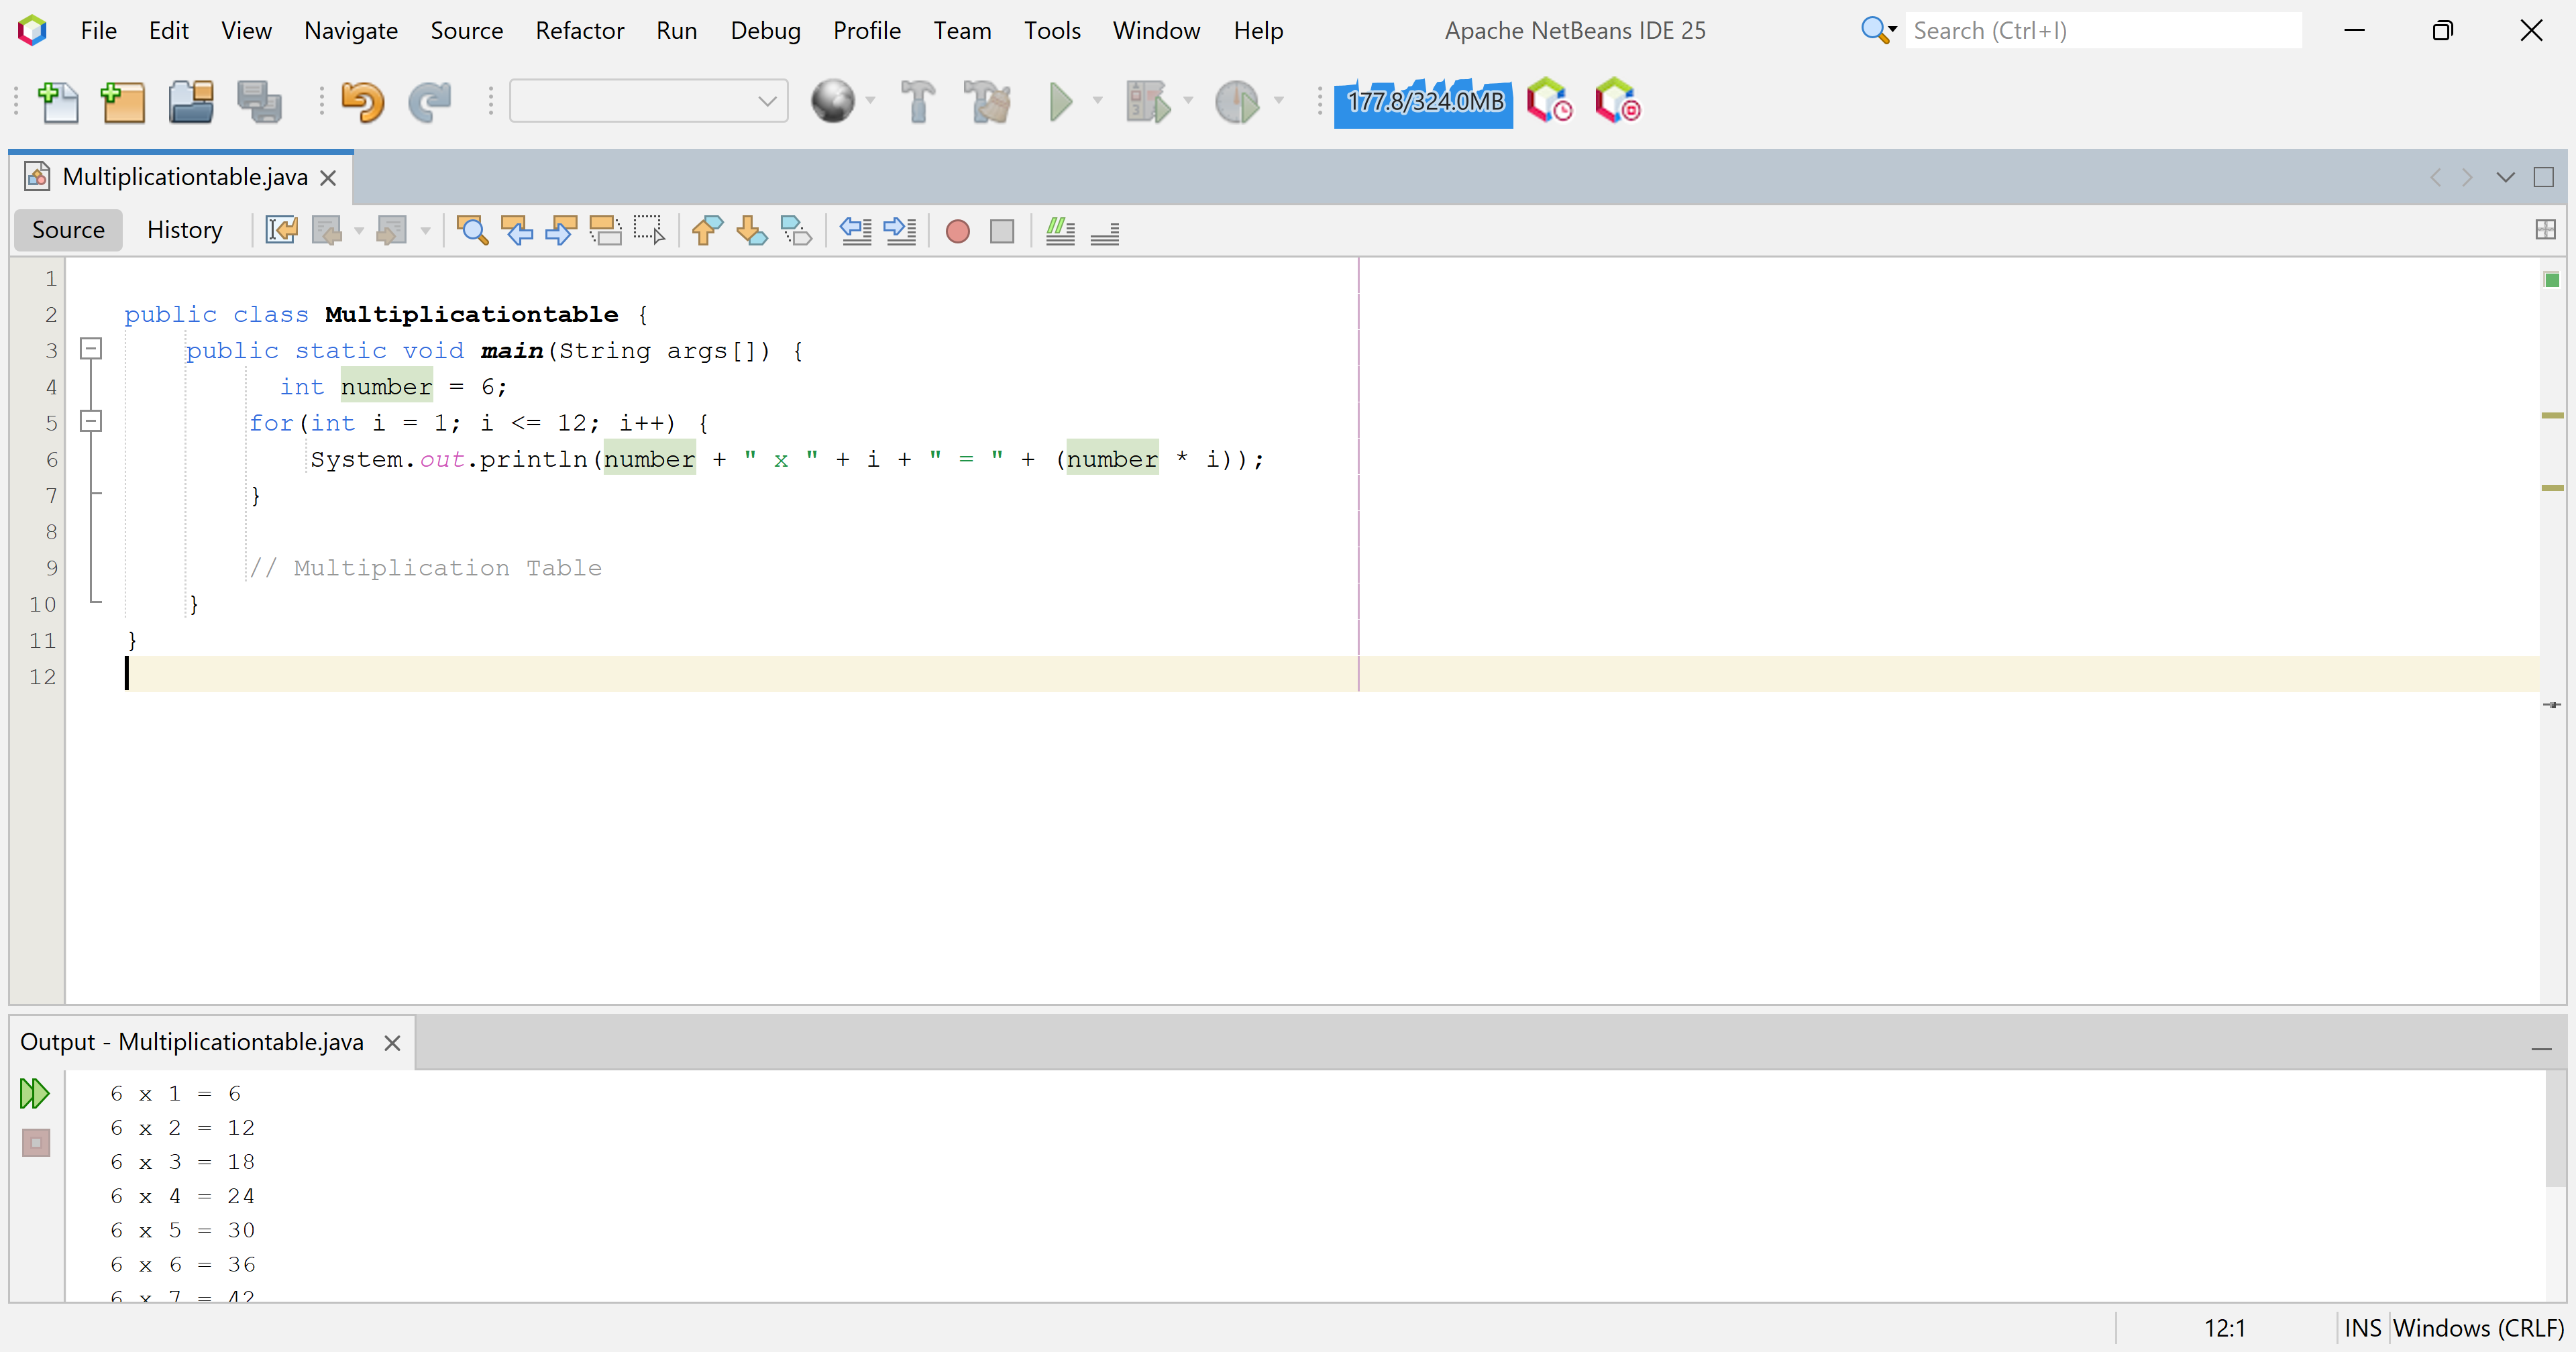 File Edit View Navigate Source Refactor Run Debug Profile Team Tools Window Help Apache NetBeans IDE 25 Search (Ctrl+I)
177.8/324.0MB
Multiplicationtable.java
Source History
1
2 public class Multiplicationtable {
3 public static void main(String args[]) {
4 int number = 6;
5 for(int i = 1; i <= 12; i++) {
6 System.out.println(number + " x " + i + " = " + (number * i));
7 }
8
9 // Multiplication Table
10 }
11 }
12
Output - Multiplicationtable.java
6 x 1 = 6
6 x 2 = 12
6 x 3 = 18
6 x 4 = 24
6 x 5 = 30
6 x 6 = 36
6 x 7 = 42
12:1 INS Windows (CRLF)